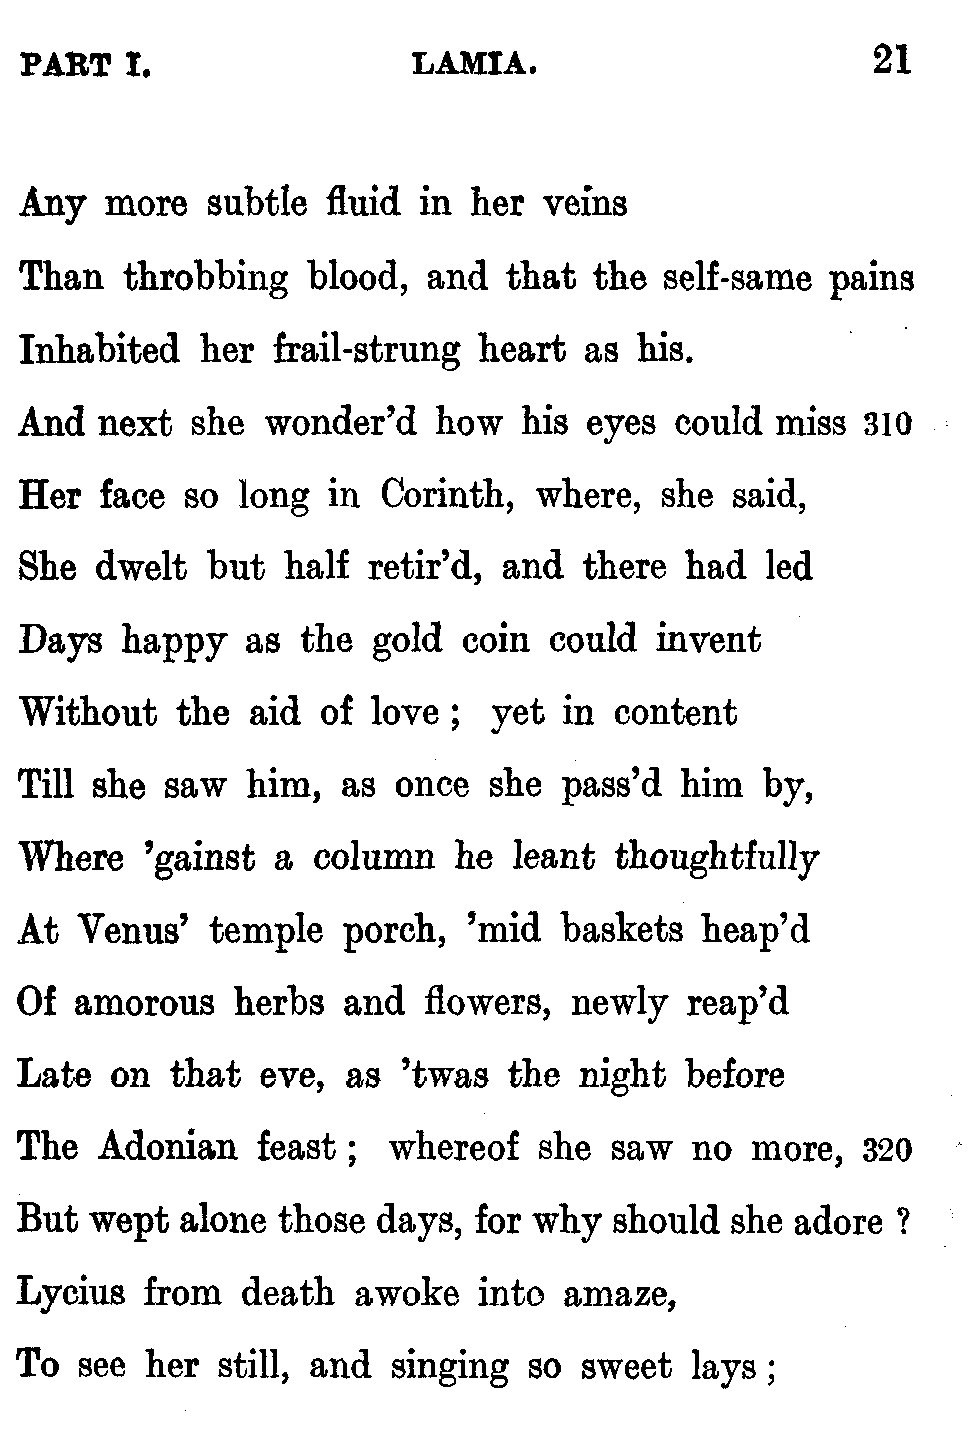 PART I. LAMIA. 21
Any more subtle fluid in her veins
Than throbbing blood, and that the self-same pains
Inhabited her frail-strung heart as his.
And next she wonder'd how his eyes could miss 310
Her face so long in Corinth, where, she said,
She dwelt but half retir'd, and there had led
Days happy as the gold coin could invent
Without the aid of love ; yet in content
Till she saw him, as once she pass'd him by,
Where 'gainst a column he leant thoughtfully
At Venus' temple porch, 'mid baskets heap'd
Of amorous herbs and flowers, newly reap'd
Late on that eve, as 'twas the night before
The Adonian feast ; whereof she saw no more, 320
But wept alone those days, for why should she adore ?
Lycius from death awoke into amaze,
To see her still, and singing so sweet lays ;